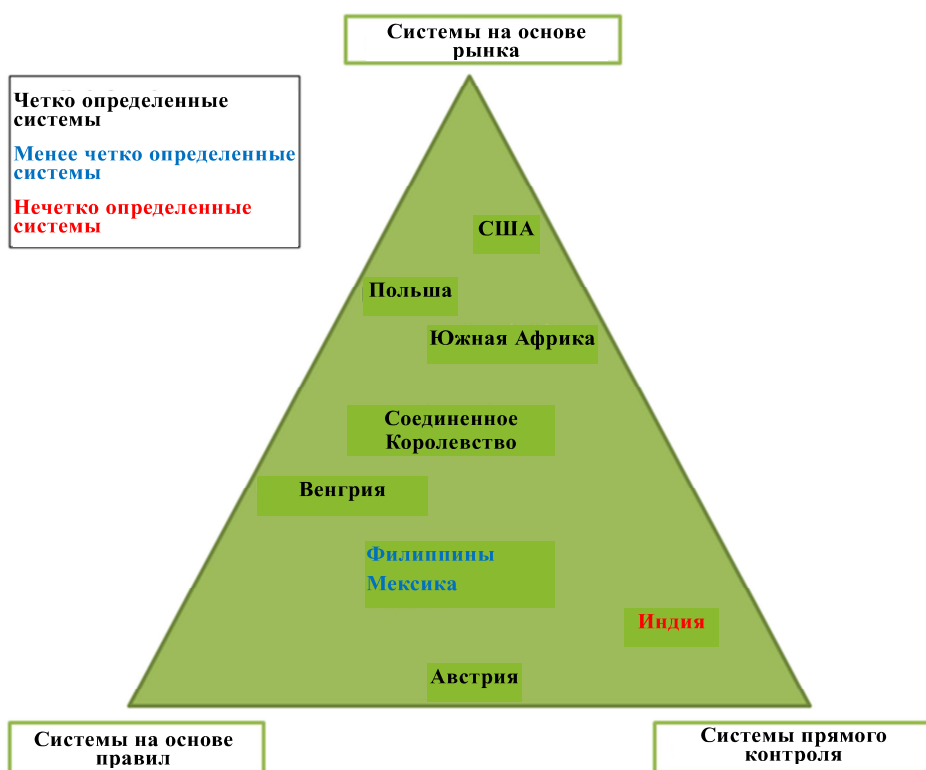 Системы на основе
рынка
Четко определенные
системы
Менее четко определенные
системы
Нечетко определенные
системы
США
Польша
Южная Африка
Соединенное
Королевство
Венгрия
Филиппины
Мексика
Индия
Австрия
Системы на основе
правил
Системы прямого
контроля